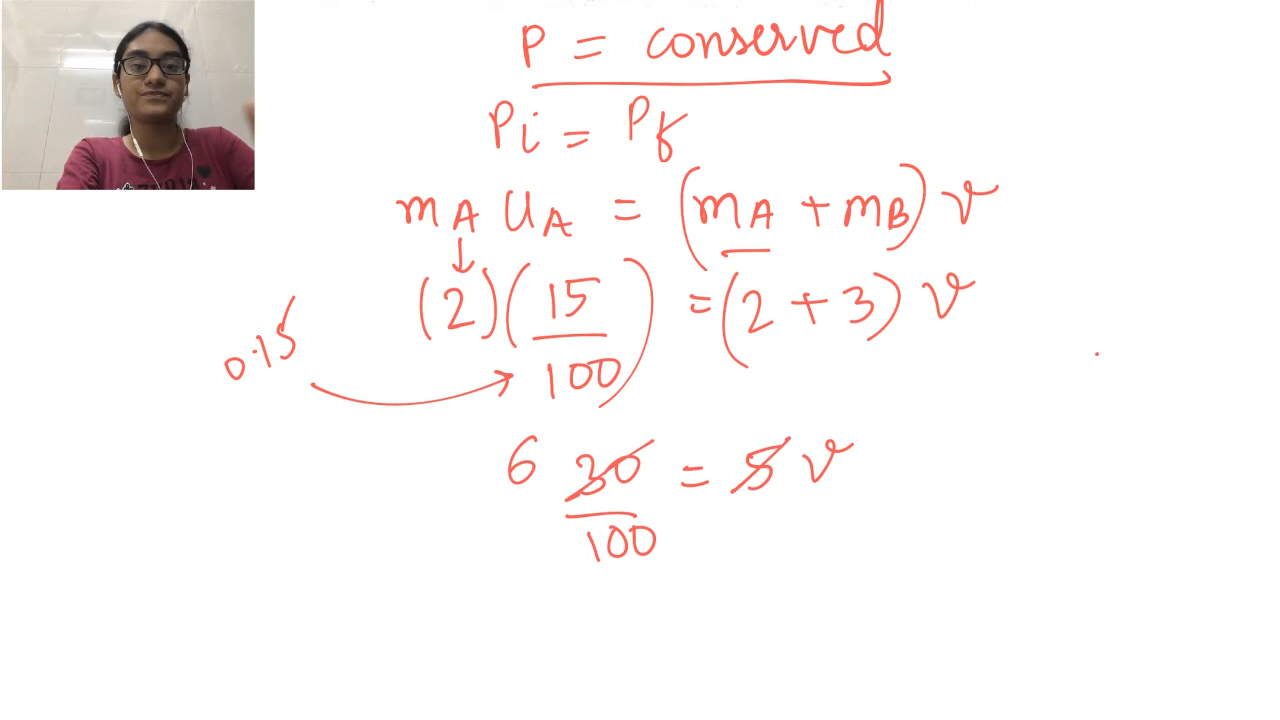 P = conserved
Pi = Pf
mA uA = (mA + mB) v
(2) (15/100) = (2 + 3) v
0.15
6 30/100 = 5 v